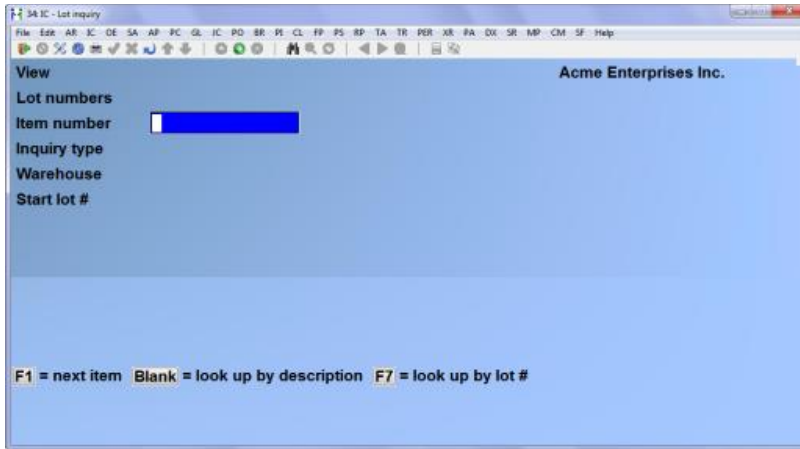 34: IC - Lot inquiry
File Edit AR IC OE SA AP PC GL JC PO BR PI CL FP PS RP TA TR PER XR PA DX SR MP CM SF Help
View Acme Enterprises Inc.
Lot numbers
Item number
Inquiry type
Warehouse
Start lot #
F1 = next item Blank = look up by description F7 = look up by lot #